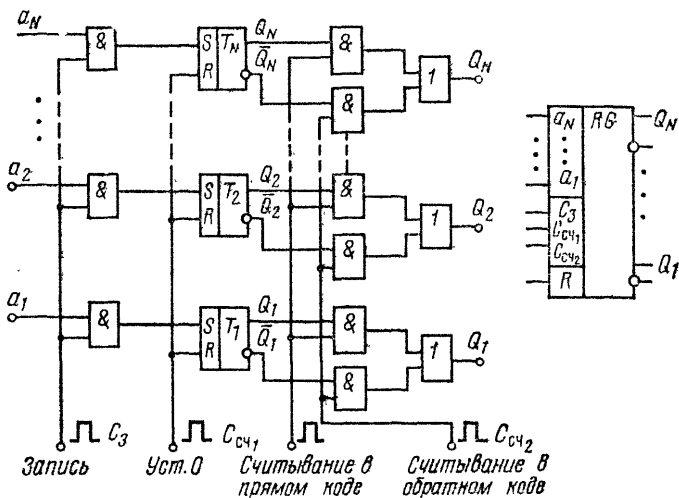 a_N
&
S
T_N
R
Q_N
Q̅_N
&
&
1
Q_N
a_2
&
S
T_2
R
Q_2
Q̅_2
&
&
1
Q_2
a_1
&
S
T_1
R
Q_1
Q̅_1
&
&
1
Q_1
a_N
RG
Q_N
a_1
C_З
C_сч1
C_сч2
R
Q_1
C_З
C_сч1
C_сч2
Запись
Уст. 0
Считывание в
прямом коде
Считывание в
обратном коде